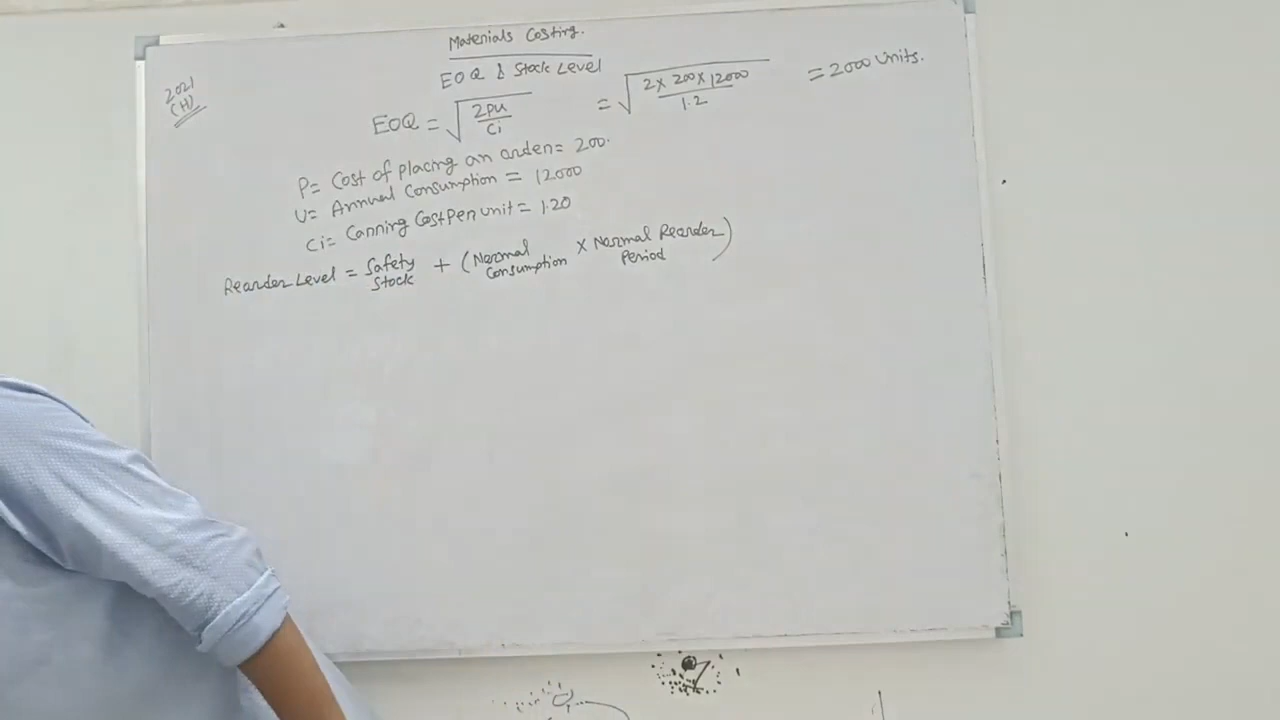 Materials Costing.
EOQ & Stock Level
2021
(H)
EOQ = √2PU/Ci = √2 x 200 x 12000/1.2 = 2000 units.
P= Cost of placing an order= 200.
U= Annual Consumption = 12000
Ci= Carrying Cost Per unit = 1.20
Reorder Level = Safety Stock + (Normal Consumption x Normal Reorder Period)